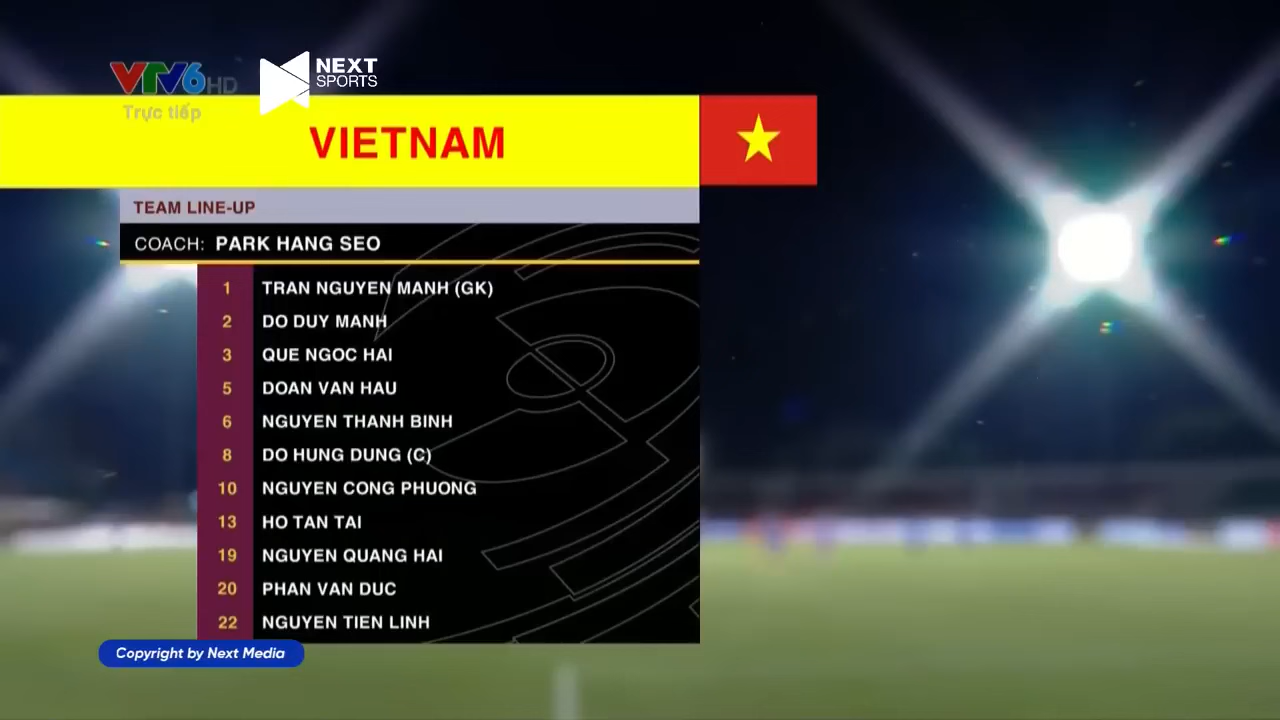 VTV6HD
NEXT
SPORTS
Trực tiếp
VIETNAM
TEAM LINE-UP
COACH: PARK HANG SEO
1 TRAN NGUYEN MANH (GK)
2 DO DUY MANH
3 QUE NGOC HAI
5 DOAN VAN HAU
6 NGUYEN THANH BINH
8 DO HUNG DUNG (C)
10 NGUYEN CONG PHUONG
13 HO TAN TAI
19 NGUYEN QUANG HAI
20 PHAN VAN DUC
22 NGUYEN TIEN LINH
Copyright by Next Media